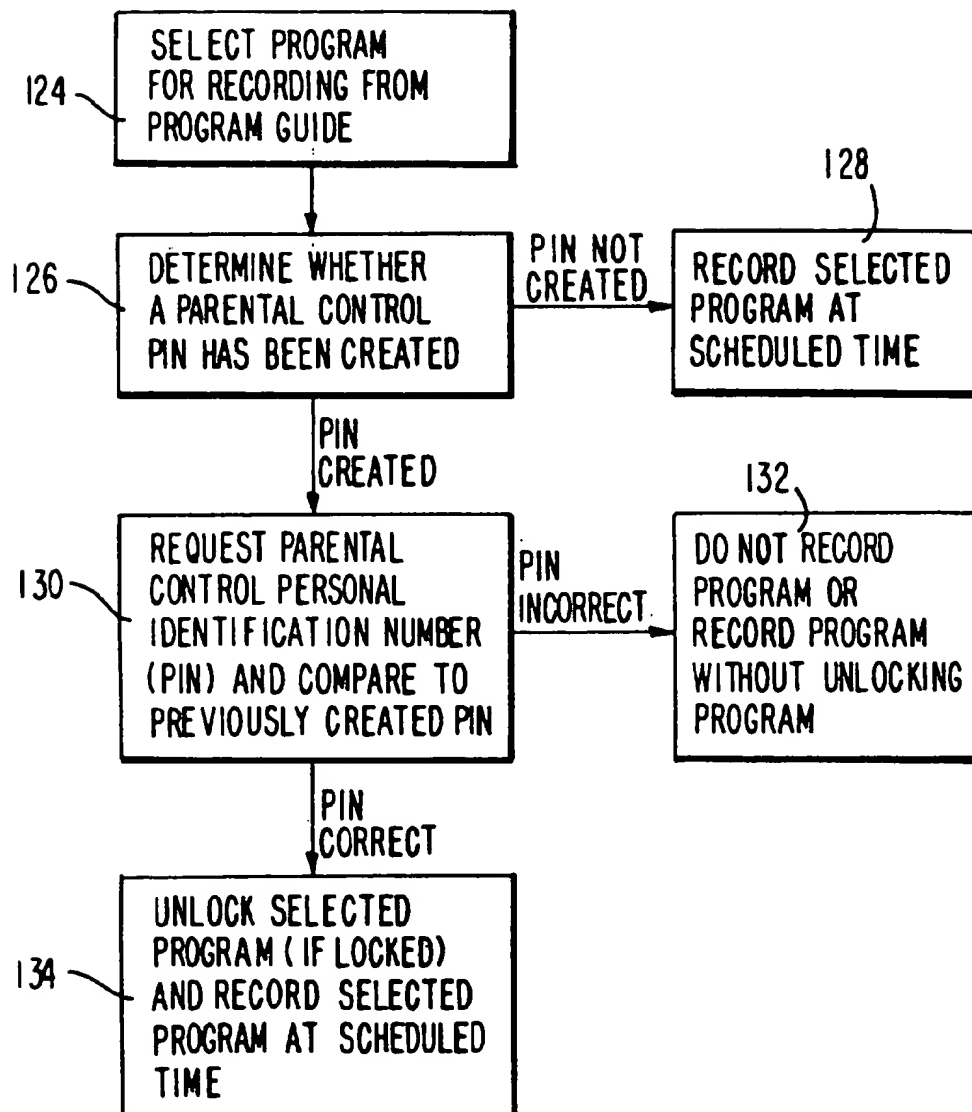 SELECT PROGRAM
FOR RECORDING FROM
PROGRAM GUIDE
124
DETERMINE WHETHER
A PARENTAL CONTROL
PIN HAS BEEN CREATED
126
PIN NOT
CREATED
128
RECORD SELECTED
PROGRAM AT
SCHEDULED TIME
PIN
CREATED
REQUEST PARENTAL
CONTROL PERSONAL
IDENTIFICATION NUMBER
(PIN) AND COMPARE TO
PREVIOUSLY CREATED PIN
130
PIN
INCORRECT
132
DO NOT RECORD
PROGRAM OR
RECORD PROGRAM
WITHOUT UNLOCKING
PROGRAM
PIN
CORRECT
UNLOCK SELECTED
PROGRAM (IF LOCKED)
AND RECORD SELECTED
PROGRAM AT SCHEDULED
TIME
134